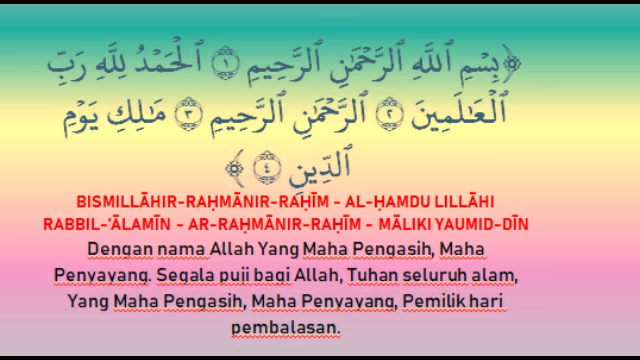 ﴿بِسْمِ ٱللَّهِ ٱلرَّحْمَٰنِ ٱلرَّحِيمِ ١ ٱلْحَمْدُ لِلَّهِ رَبِّ
ٱلْعَٰلَمِينَ ٢ ٱلرَّحْمَٰنِ ٱلرَّحِيمِ ٣ مَٰلِكِ يَوْمِ
ٱلدِّينِ ٤﴾
BISMILLĀHIR-RAḤMĀNIR-RAḤĪM - AL-ḤAMDU LILLĀHI
RABBIL-'ĀLAMĪN - AR-RAḤMĀNIR-RAḤĪM - MĀLIKI YAUMID-DĪN
Dengan nama Allah Yang Maha Pengasih, Maha
Penyayang. Segala puji bagi Allah, Tuhan seluruh alam,
Yang Maha Pengasih, Maha Penyayang, Pemilik hari
pembalasan.